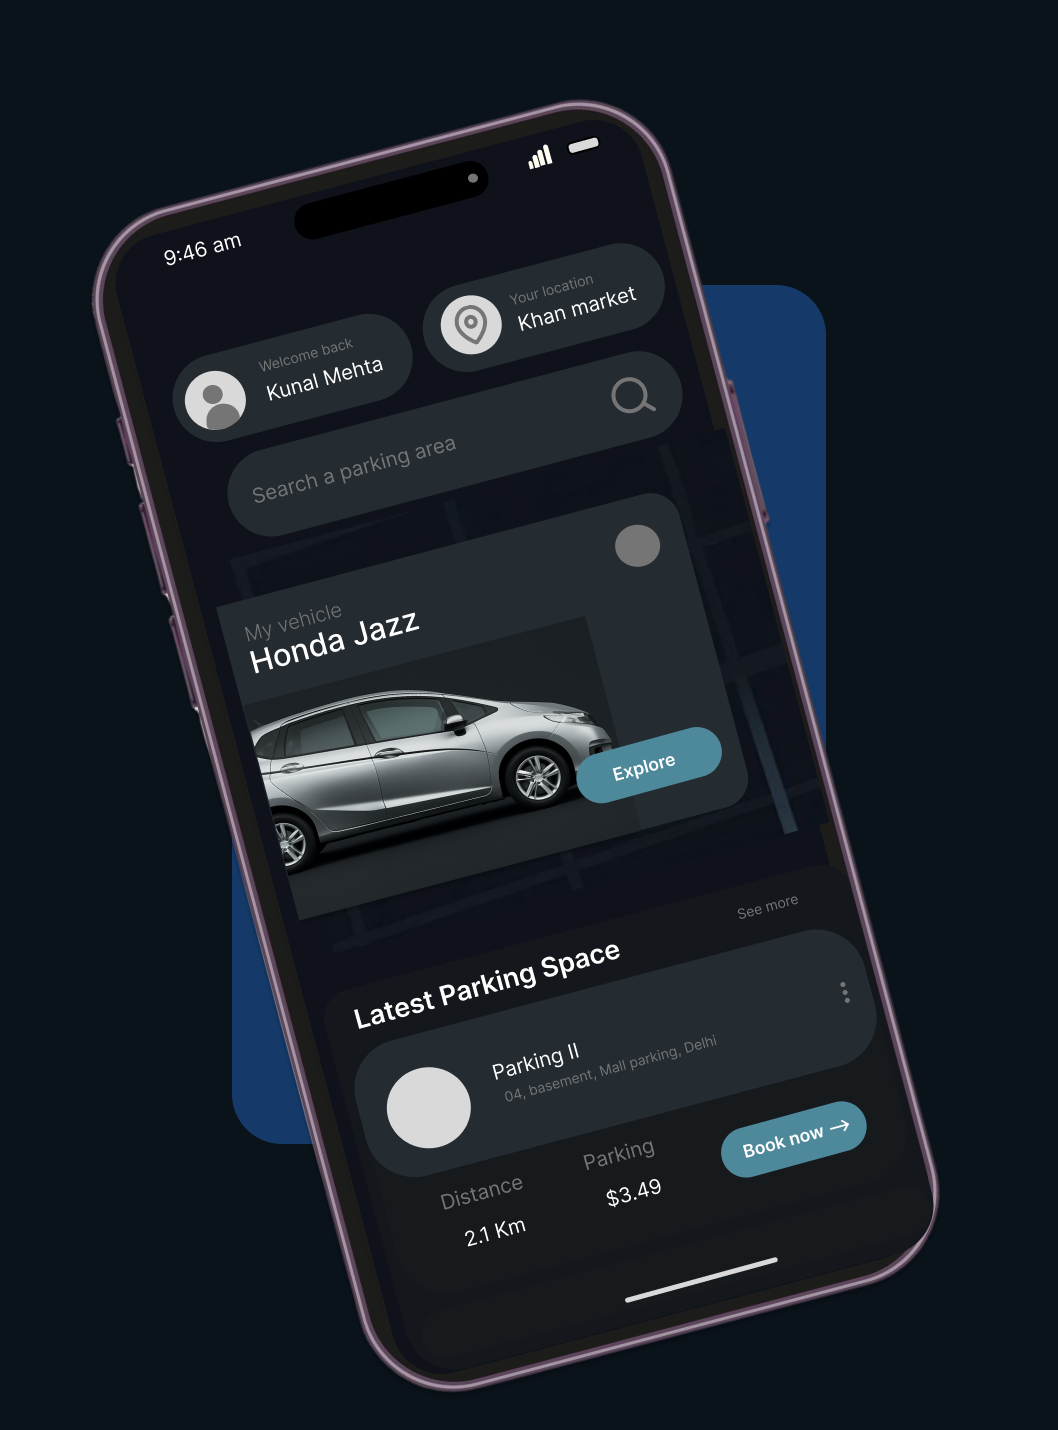 9:46 am
Welcome back
Kunal Mehta
Your location
Khan market
Search a parking area
My vehicle
Honda Jazz
Explore
See more
Latest Parking Space
Parking II
04, basement, Mall parking, Delhi
Distance
2.1 Km
Parking
$3.49
Book now →